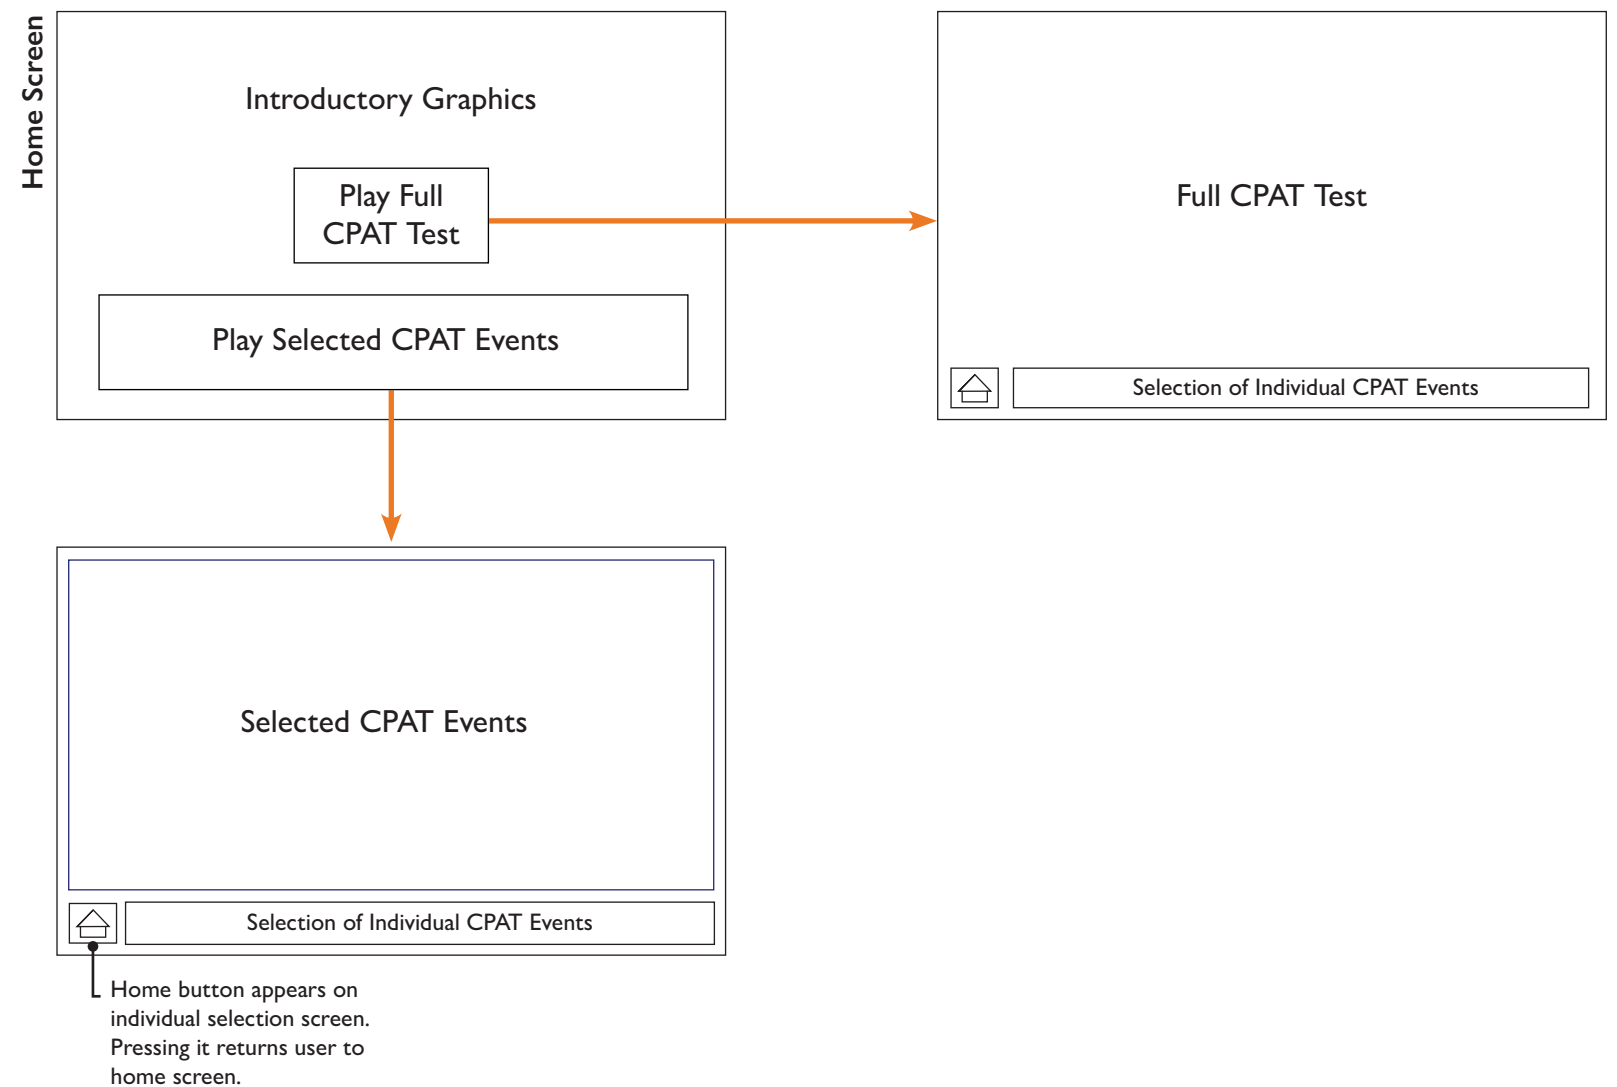 Home Screen
Introductory Graphics
Play Full
CPAT Test
Play Selected CPAT Events
Full CPAT Test
Selection of Individual CPAT Events
Selected CPAT Events
Selection of Individual CPAT Events
Home button appears on
individual selection screen.
Pressing it returns user to
home screen.